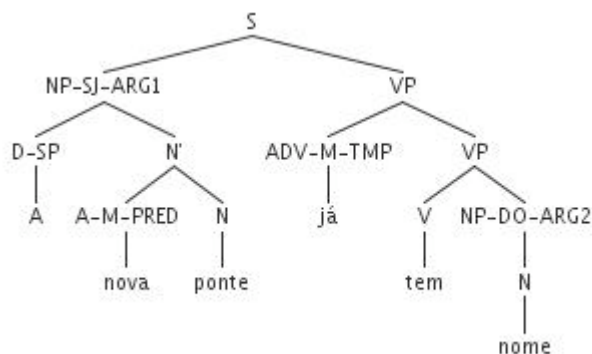 S
NP-SJ-ARG1 VP
D-SP N' ADV-M-TMP VP
A A-M-PRED N já V NP-DO-ARG2
nova ponte tem N
nome